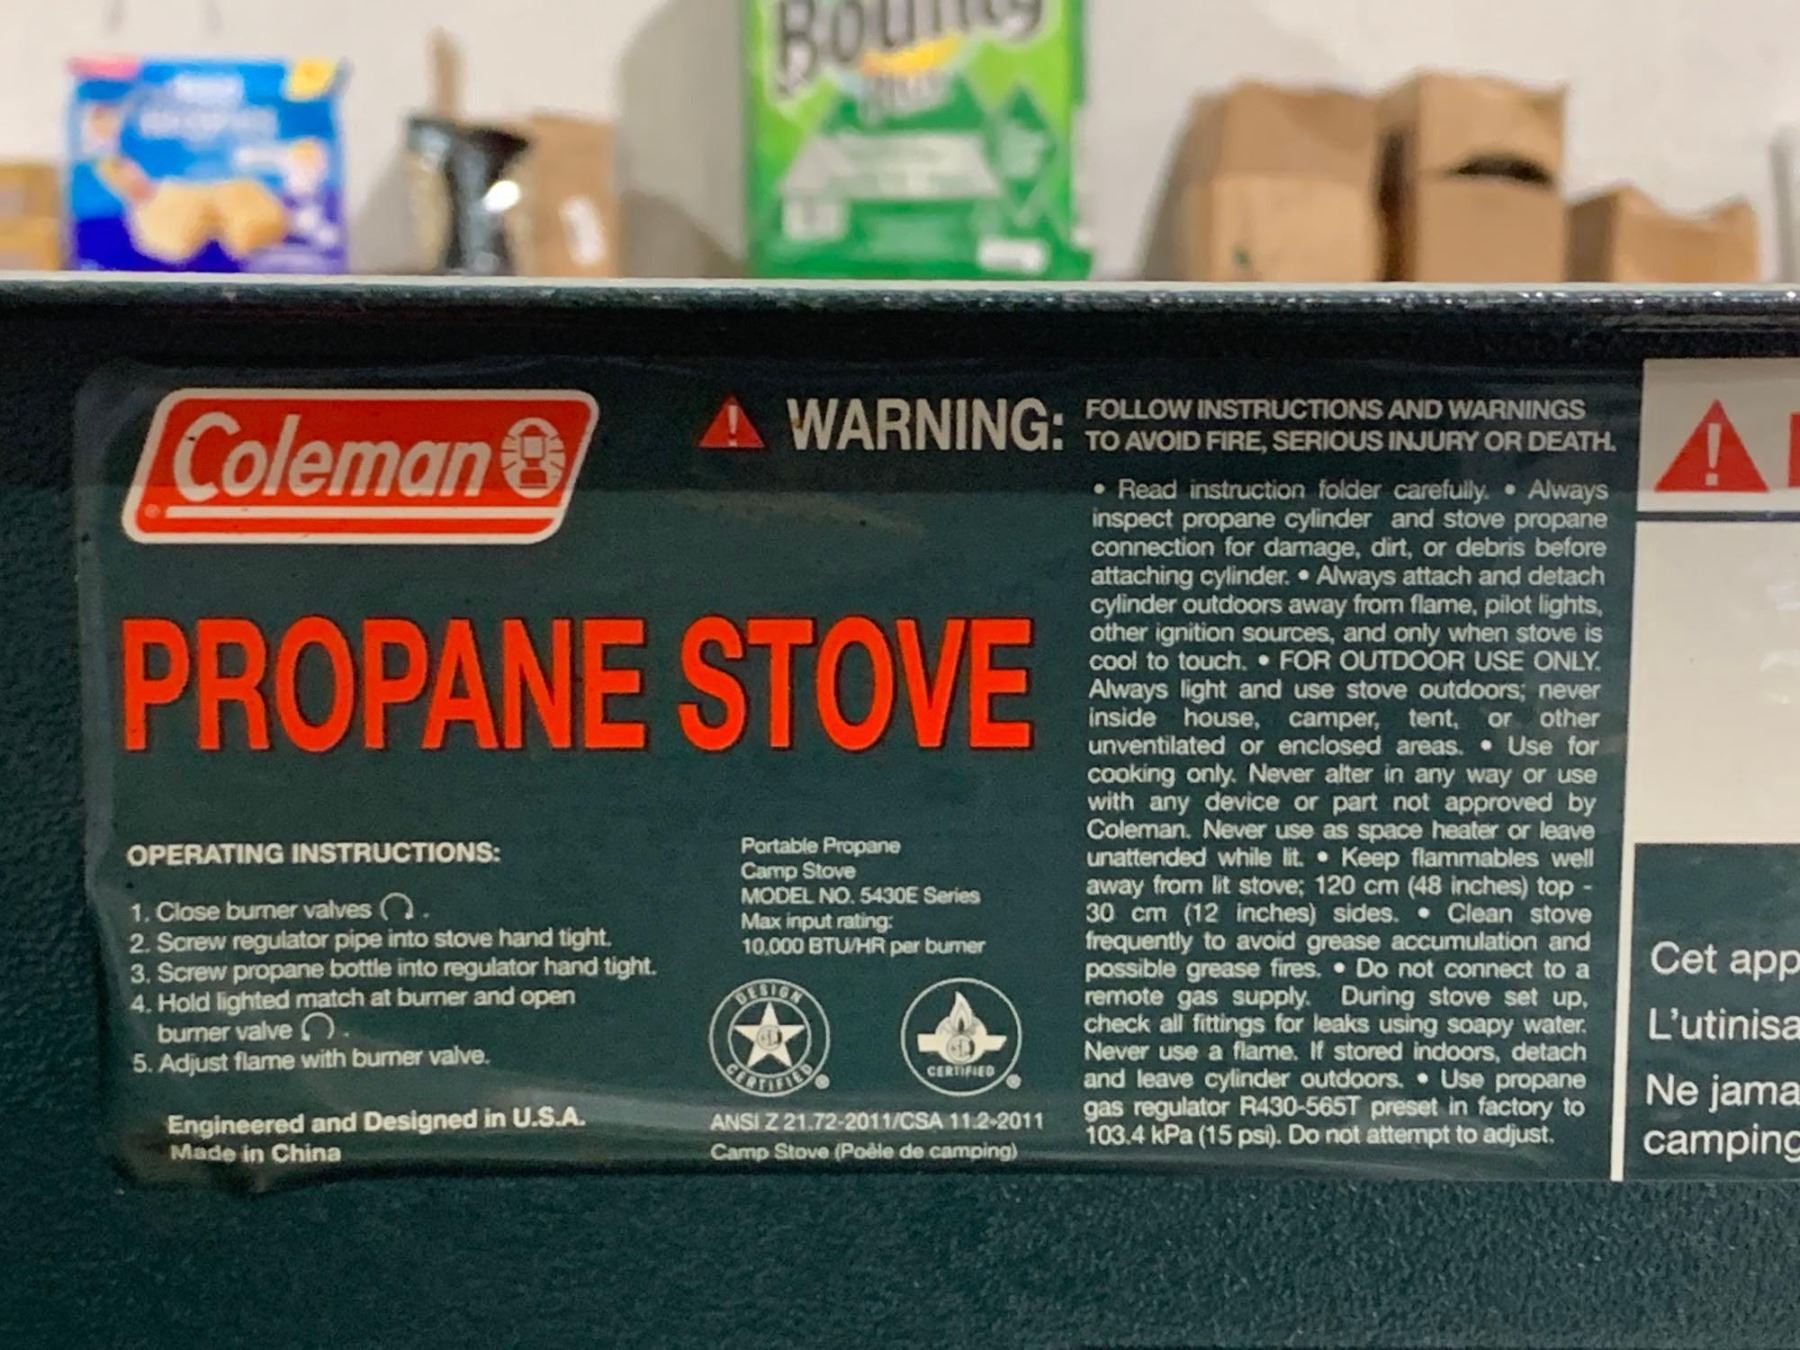 Bounty
Coleman
WARNING:
FOLLOW INSTRUCTIONS AND WARNINGS
TO AVOID FIRE, SERIOUS INJURY OR DEATH.
PROPANE STOVE
OPERATING INSTRUCTIONS:
1. Close burner valves.
2. Screw regulator pipe into stove hand tight.
3. Screw propane bottle into regulator hand tight.
4. Hold lighted match at burner and open
burner valve.
5. Adjust flame with burner valve.
Engineered and Designed in U.S.A.
Made in China
Portable Propane
Camp Stove
MODEL NO. 5430E Series
Max input rating:
10,000 BTU/HR per burner
DESIGN
CERTIFIED
CERTIFIED
ANSI Z 21.72-2011/CSA 11.2-2011
Camp Stove (Poêle de camping)
• Read instruction folder carefully. • Always
inspect propane cylinder and stove propane
connection for damage, dirt, or debris before
attaching cylinder. • Always attach and detach
cylinder outdoors away from flame, pilot lights,
other ignition sources, and only when stove is
cool to touch. • FOR OUTDOOR USE ONLY.
Always light and use stove outdoors; never
inside house, camper, tent, or other
unventilated or enclosed areas. • Use for
cooking only. Never alter in any way or use
with any device or part not approved by
Coleman. Never use as space heater or leave
unattended while lit. • Keep flammables well
away from lit stove; 120 cm (48 inches) top -
30 cm (12 inches) sides. • Clean stove
frequently to avoid grease accumulation and
possible grease fires. • Do not connect to a
remote gas supply. During stove set up,
check all fittings for leaks using soapy water.
Never use a flame. If stored indoors, detach
and leave cylinder outdoors. • Use propane
gas regulator R430-565T preset in factory to
103.4 kPa (15 psi). Do not attempt to adjust.
Cet app
L'utinisa
Ne jama
camping